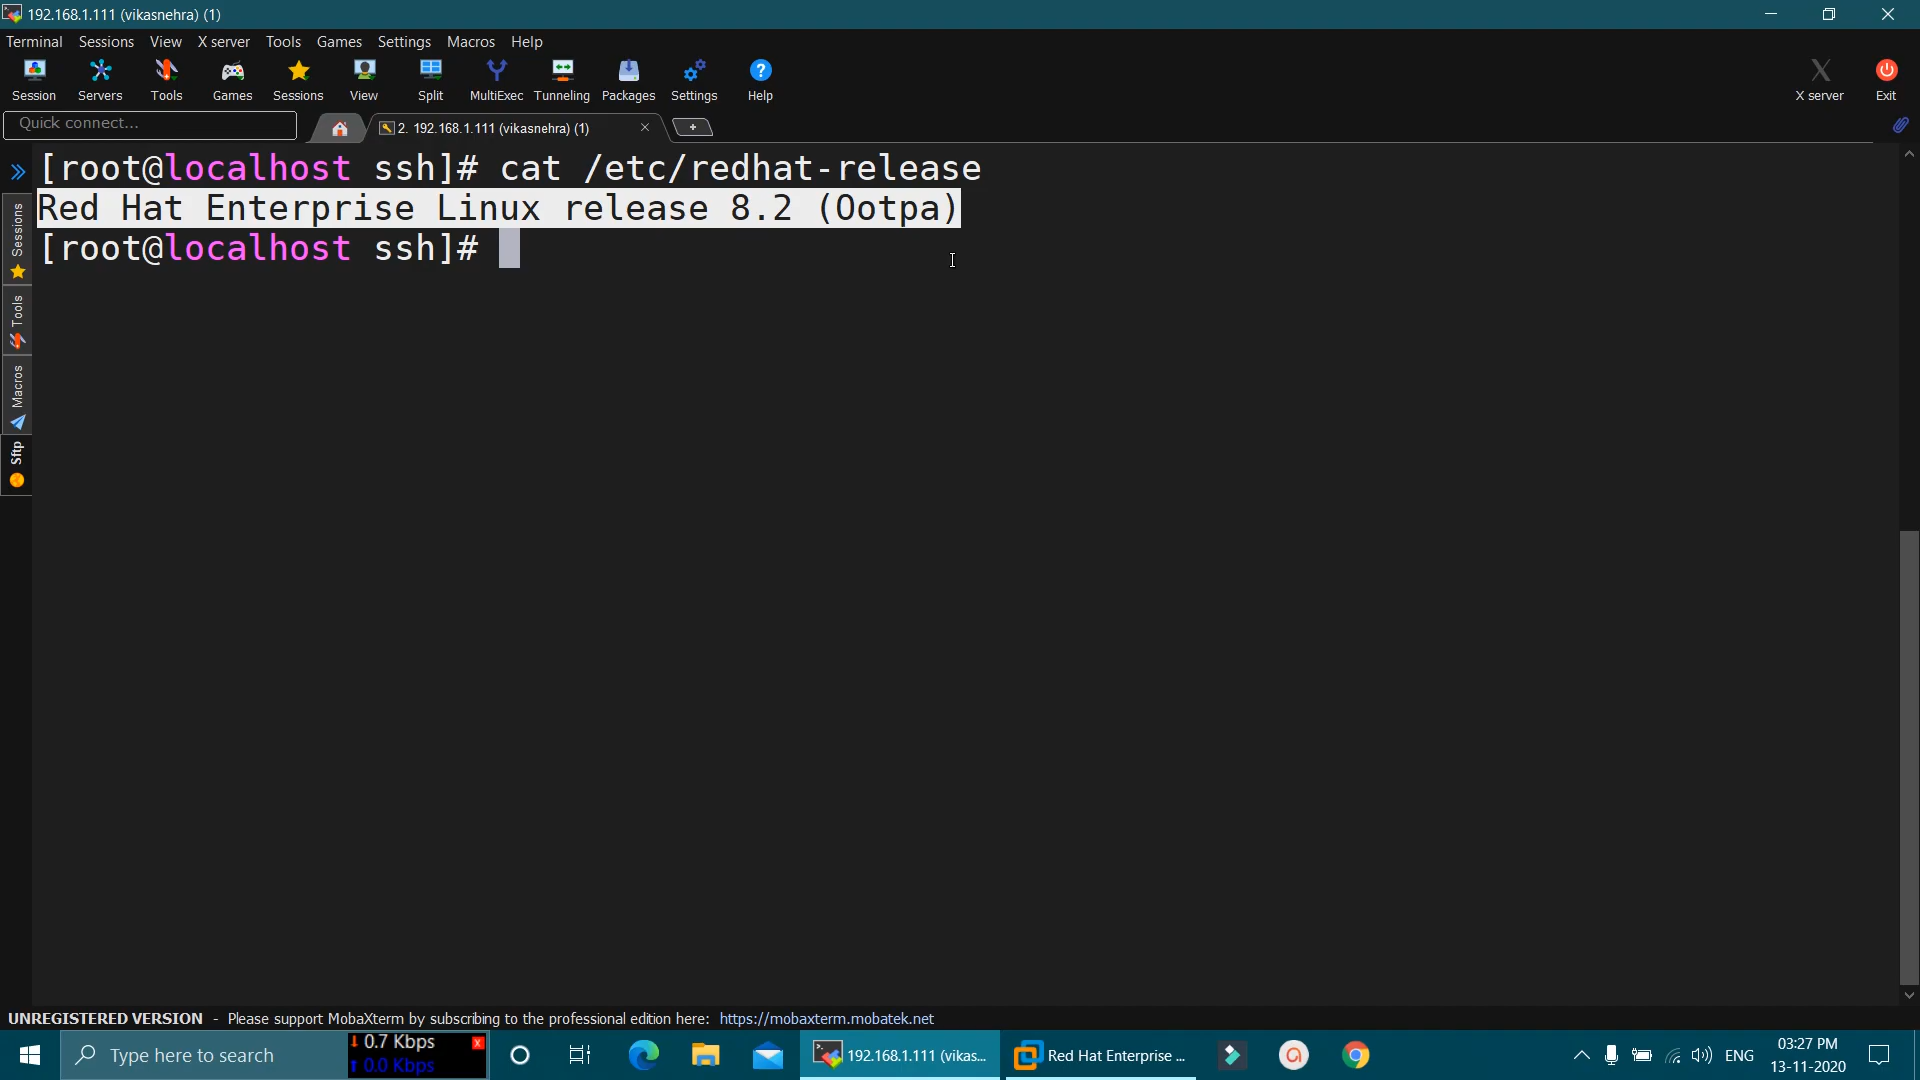 192.168.1.111 (vikasnehra) (1)
Terminal Sessions View X server Tools Games Settings Macros Help
Session Servers Tools Games Sessions View Split MultiExec Tunneling Packages Settings Help X server Exit
Quick connect... 2. 192.168.1.111 (vikasnehra) (1)
[root@localhost ssh]# cat /etc/redhat-release
Red Hat Enterprise Linux release 8.2 (Ootpa)
[root@localhost ssh]#
Sessions
Tools
Macros
Sftp
UNREGISTERED VERSION - Please support MobaXterm by subscribing to the professional edition here: https://mobaxterm.mobatek.net
Type here to search
0.7 Kbps
0.0 Kbps
192.168.1.111 (vikas...
Red Hat Enterprise ...
ENG
03:27 PM
13-11-2020